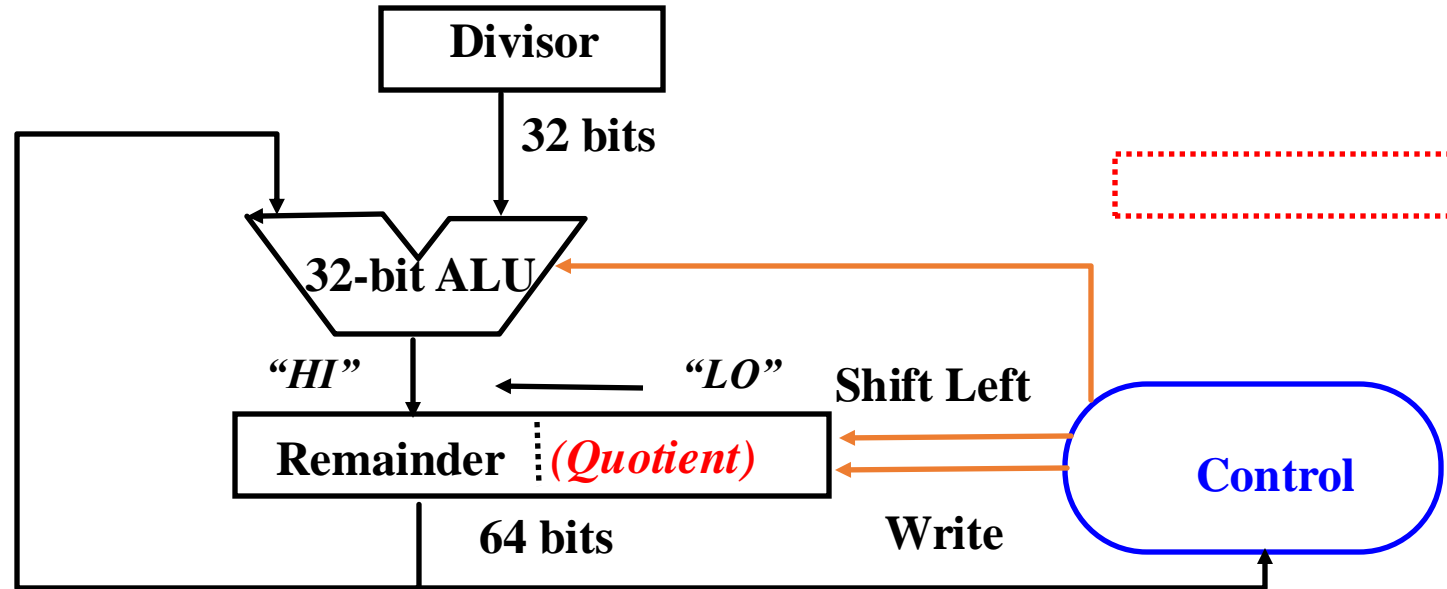 Divisor
32 bits
32-bit ALU
“HI”
“LO”
Shift Left
Remainder
(Quotient)
Control
64 bits
Write